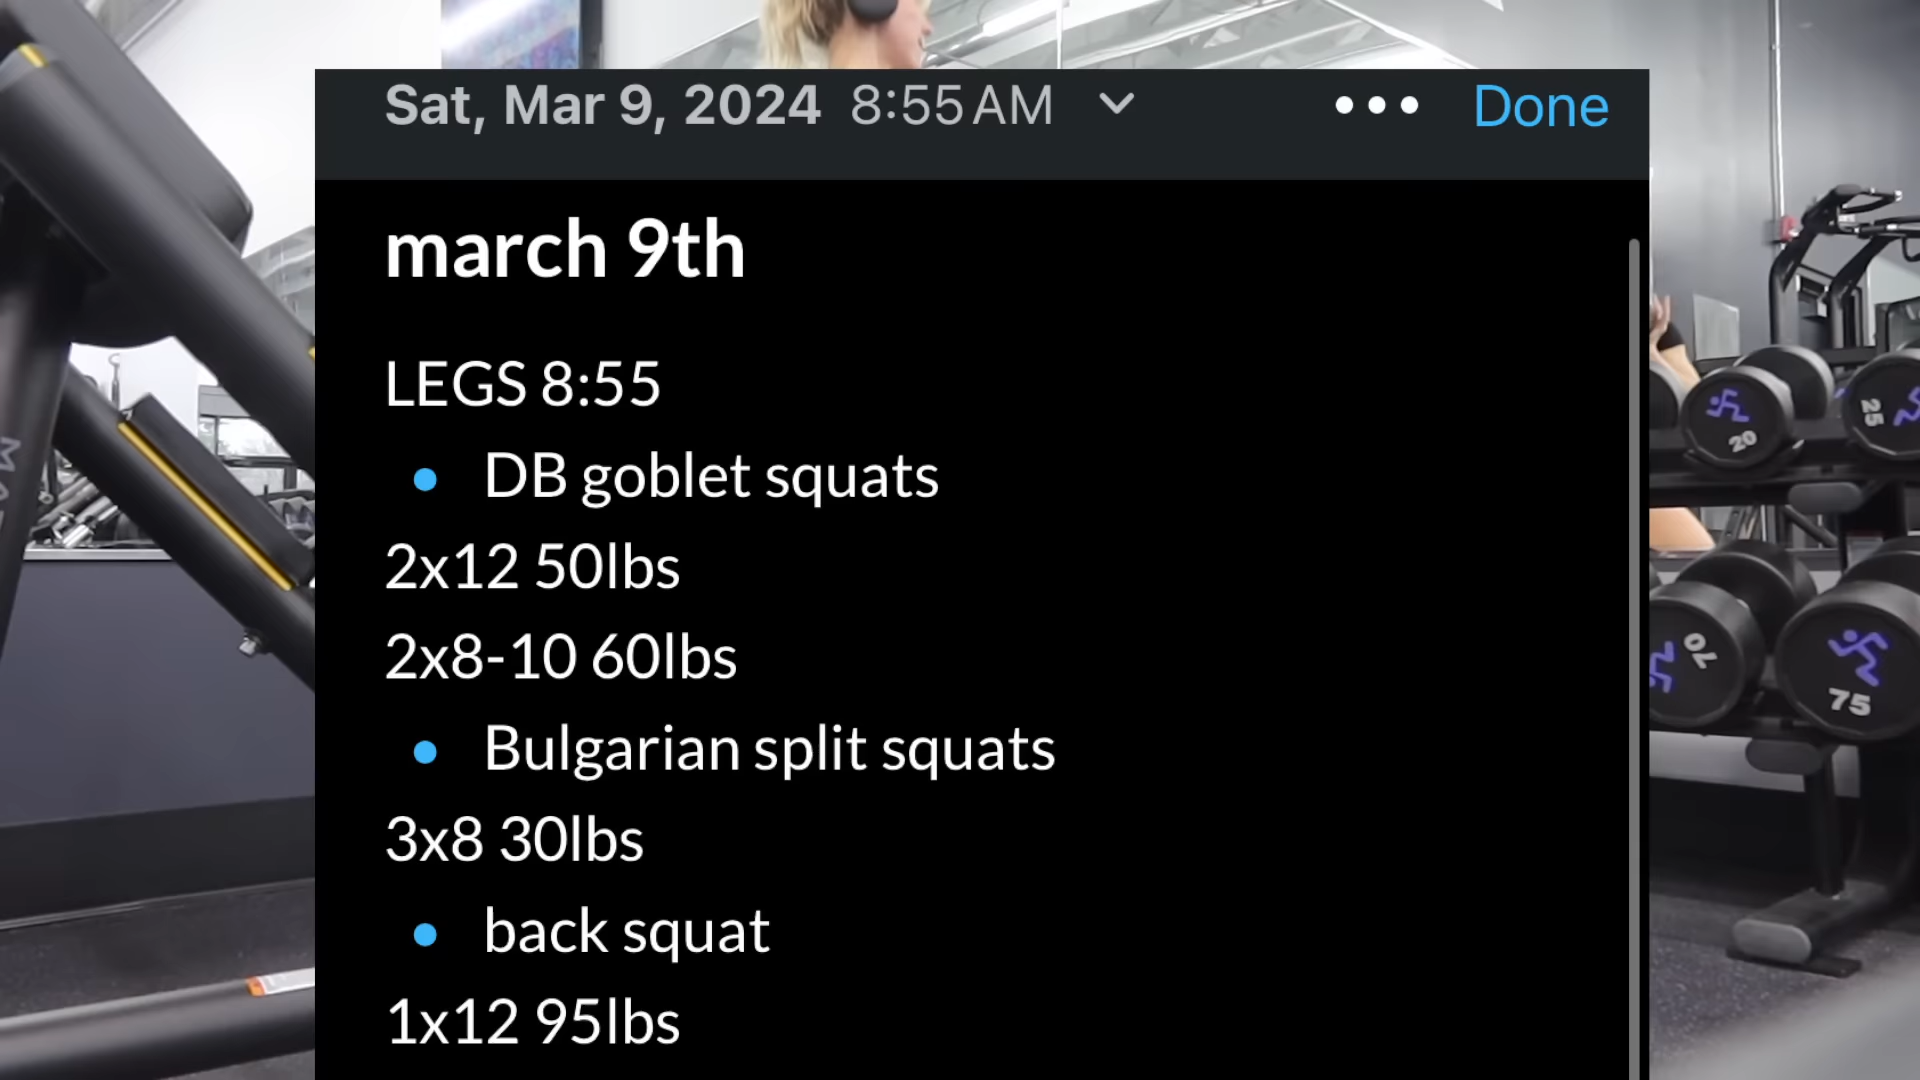 Sat, Mar 9, 2024 8:55 AM ••• Done
march 9th
LEGS 8:55
• DB goblet squats
2x12 50lbs
2x8-10 60lbs
• Bulgarian split squats
3x8 30lbs
• back squat
1x12 95lbs
20
25
70
75